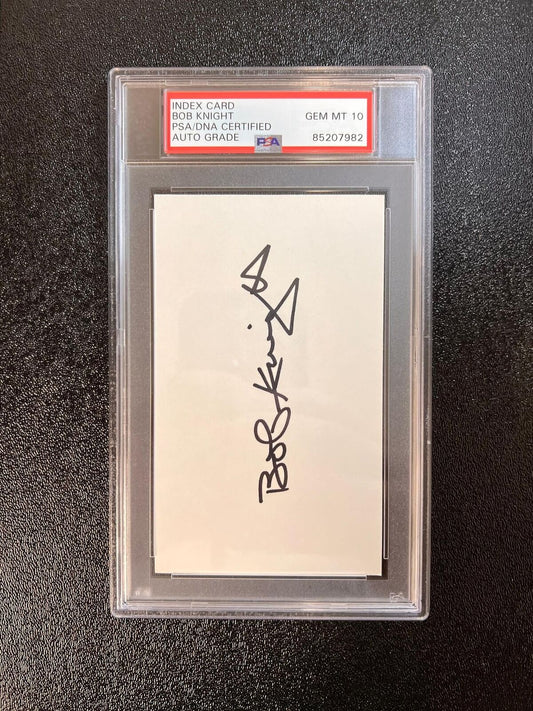 INDEX CARD
BOB KNIGHT GEM MT 10
PSA/DNA CERTIFIED
AUTO GRADE PSA 85207982
Bob Knight